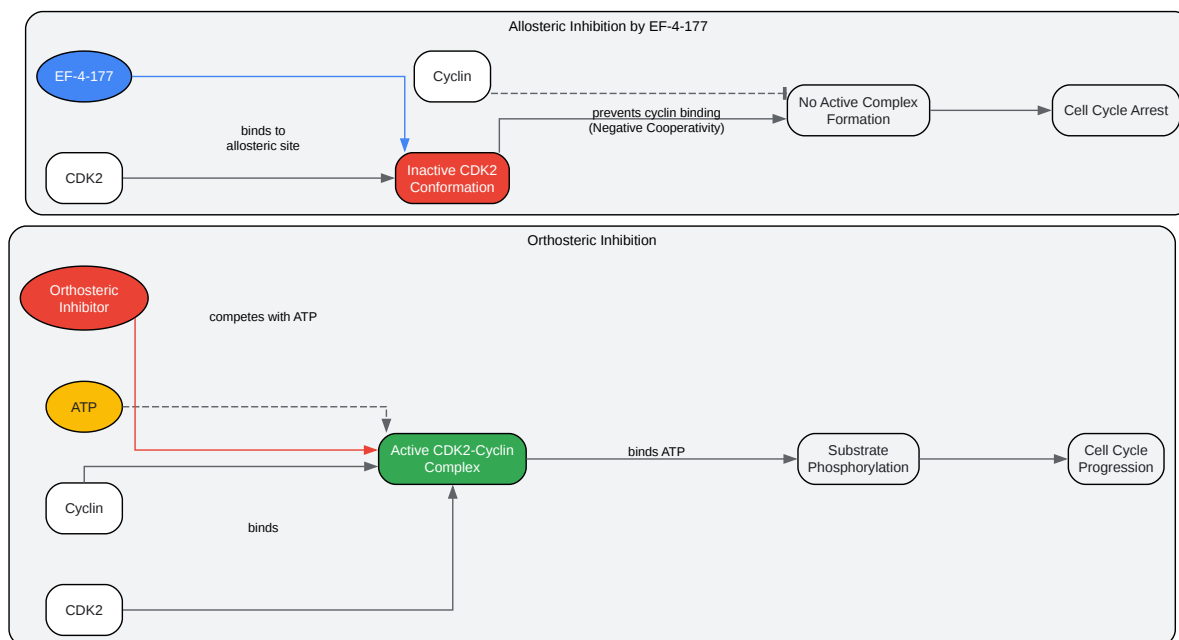 Allosteric Inhibition by EF-4-177
EF-4-177
Cyclin
prevents cyclin binding
(Negative Cooperativity)
No Active Complex
Formation
Cell Cycle Arrest
binds to
allosteric site
CDK2
Inactive CDK2
Conformation
Orthosteric Inhibition
Orthosteric
Inhibitor
competes with ATP
ATP
Active CDK2-Cyclin
Complex
binds ATP
Substrate
Phosphorylation
Cell Cycle
Progression
Cyclin
binds
CDK2